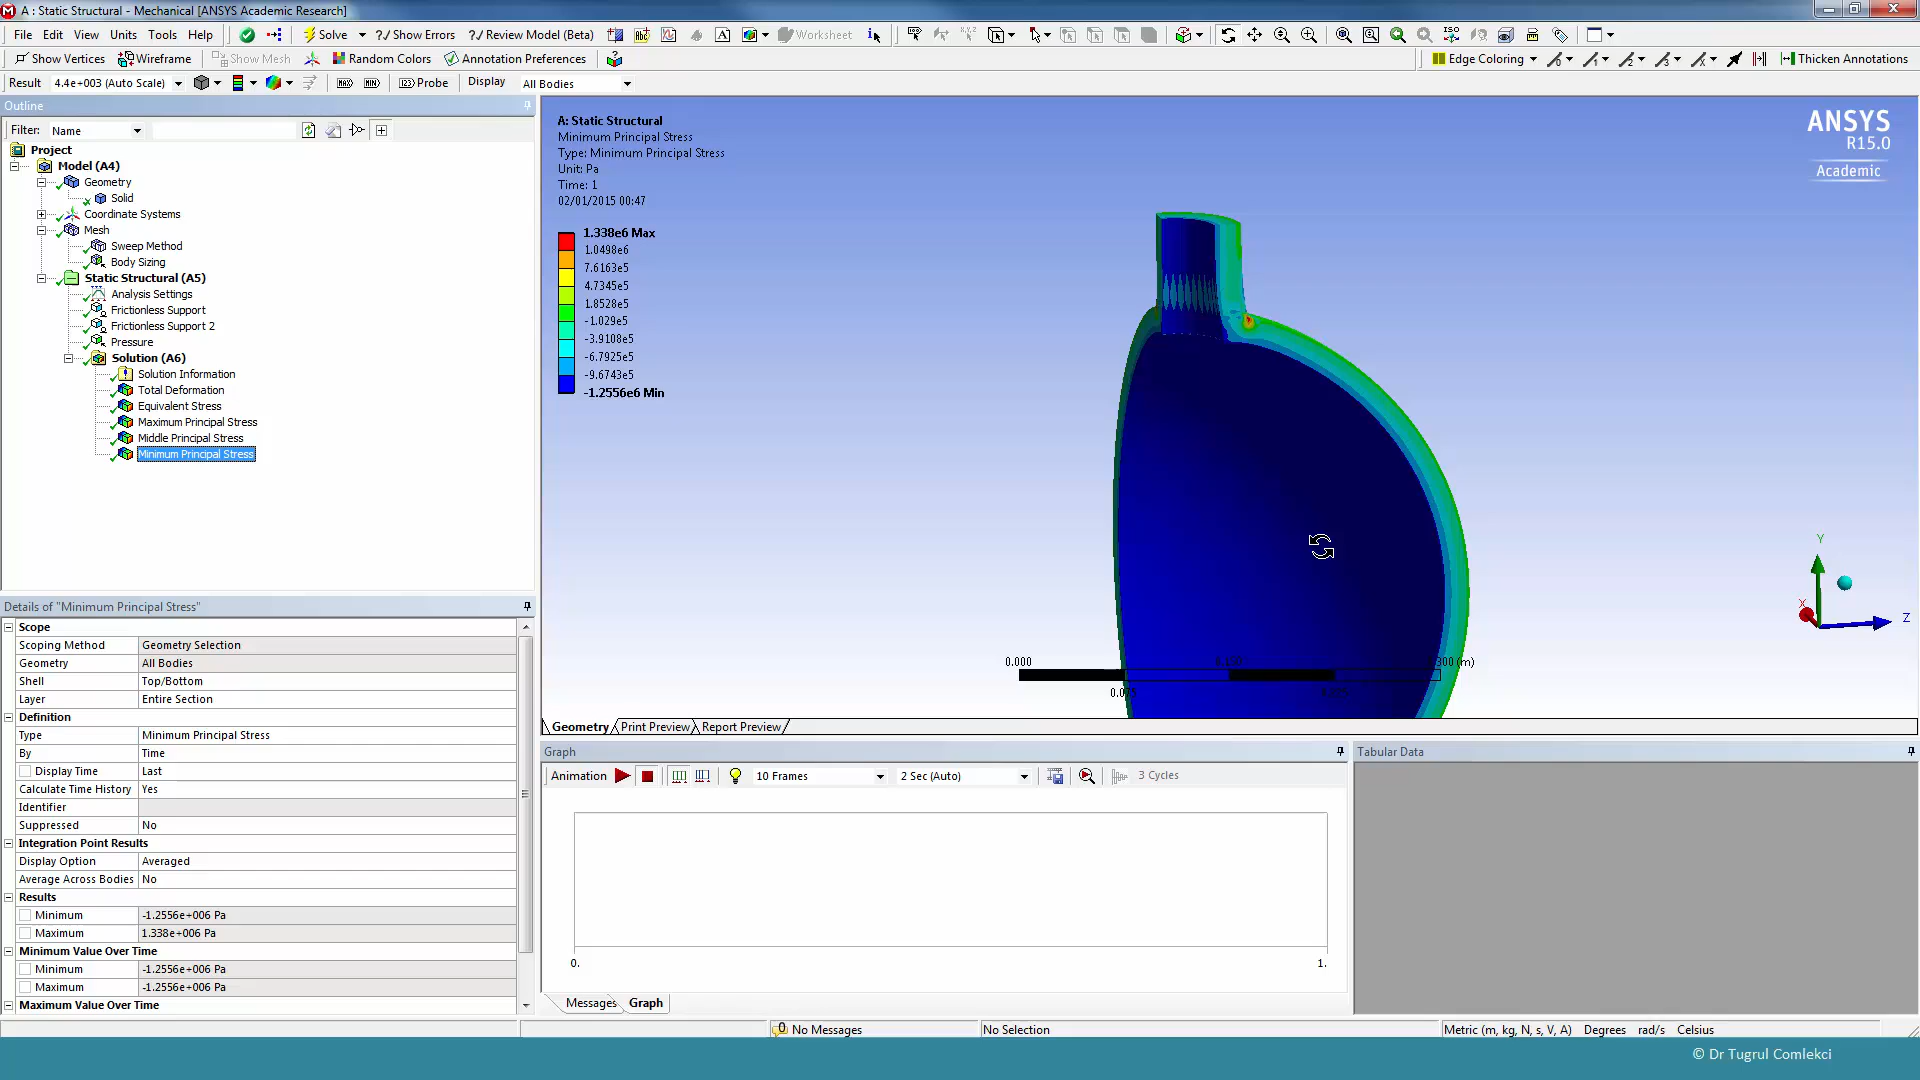 A : Static Structural - Mechanical [ANSYS Academic Research]
File Edit View Units Tools Help Solve ?/ Show Errors ?/ Review Model (Beta) Worksheet
Show Vertices Wireframe Show Mesh Random Colors Annotation Preferences Edge Coloring Thicken Annotations
Result 4.4e+003 (Auto Scale) MAX MIN Probe Display All Bodies
Outline
Filter: Name
Project
Model (A4)
Geometry
Solid
Coordinate Systems
Mesh
Sweep Method
Body Sizing
Static Structural (A5)
Analysis Settings
Frictionless Support
Frictionless Support 2
Pressure
Solution (A6)
Solution Information
Total Deformation
Equivalent Stress
Maximum Principal Stress
Middle Principal Stress
Minimum Principal Stress
Details of "Minimum Principal Stress"
Scope
Scoping Method Geometry Selection
Geometry All Bodies
Shell Top/Bottom
Layer Entire Section
Definition
Type Minimum Principal Stress
By Time
Display Time Last
Calculate Time History Yes
Identifier
Suppressed No
Integration Point Results
Display Option Averaged
Average Across Bodies No
Results
Minimum -1.2556e+006 Pa
Maximum 1.338e+006 Pa
Minimum Value Over Time
Minimum -1.2556e+006 Pa
Maximum -1.2556e+006 Pa
Maximum Value Over Time
A: Static Structural
Minimum Principal Stress
Type: Minimum Principal Stress
Unit: Pa
Time: 1
02/01/2015 00:47
1.338e6 Max
1.0498e6
7.6163e5
4.7345e5
1.8528e5
-1.029e5
-3.9108e5
-6.7925e5
-9.6743e5
-1.2556e6 Min
ANSYS
R15.0
Academic
Y
X
Z
0.000 0.150 0.300 (m)
0.075 0.225
Geometry Print Preview Report Preview
Graph
Animation 10 Frames 2 Sec (Auto) 3 Cycles
0. 1.
Messages Graph
Tabular Data
No Messages No Selection Metric (m, kg, N, s, V, A) Degrees rad/s Celsius
© Dr Tugrul Comlekci